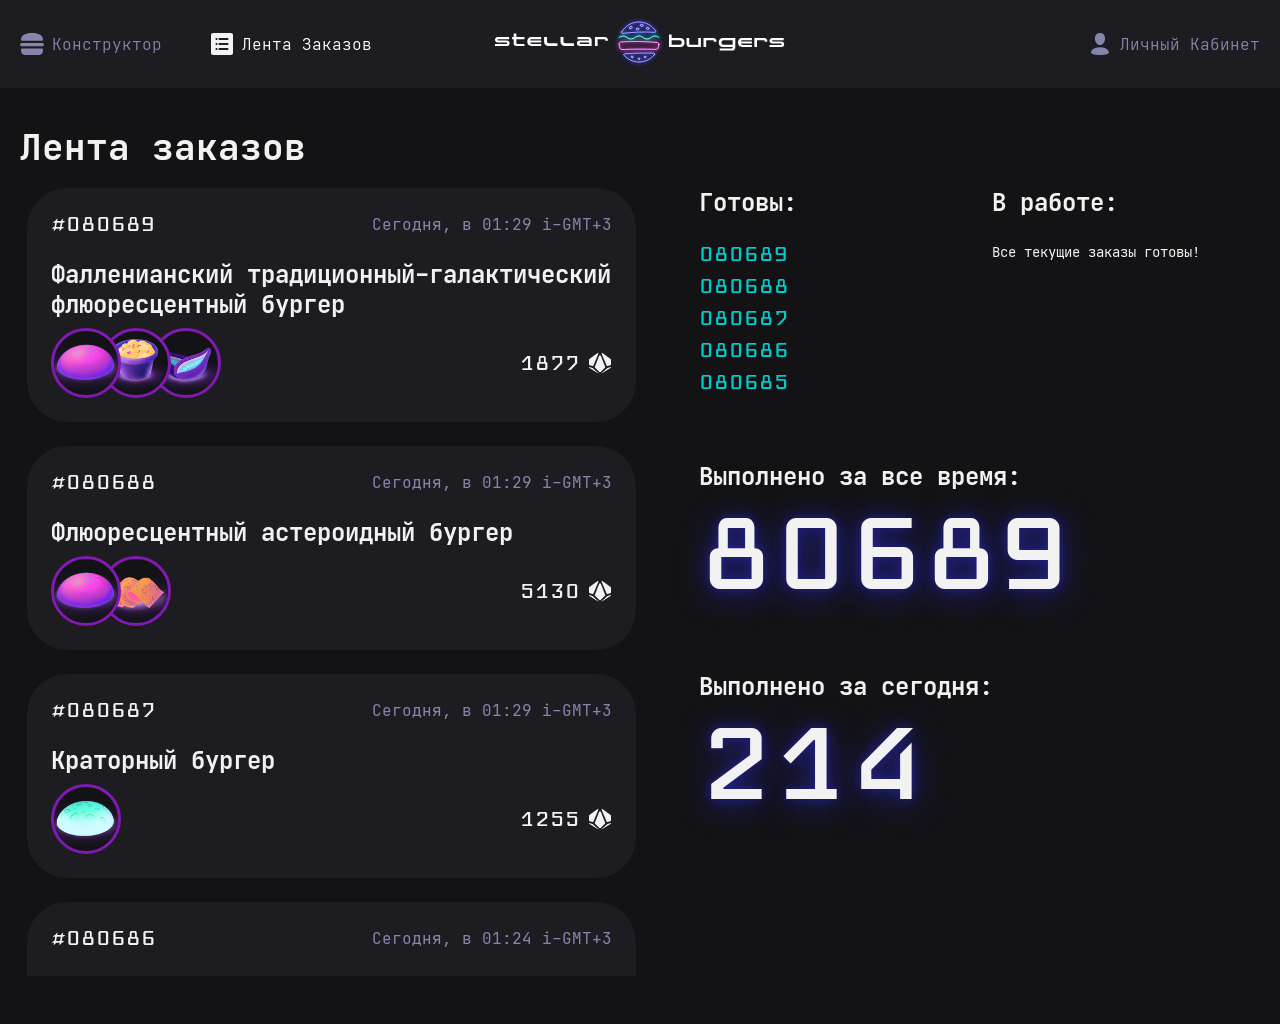 Конструктор
Лента Заказов
stellar burgers
Личный Кабинет
Лента заказов
#080689
Сегодня, в 01:29 i-GMT+3
Фалленианский традиционный-галактический
флюоресцентный бургер
1877
#080688
Сегодня, в 01:29 i-GMT+3
Флюоресцентный астероидный бургер
5130
#080687
Сегодня, в 01:29 i-GMT+3
Краторный бургер
1255
#080686
Сегодня, в 01:24 i-GMT+3
Готовы:
080689
080688
080687
080686
080685
В работе:
Все текущие заказы готовы!
Выполнено за все время:
80689
Выполнено за сегодня:
214